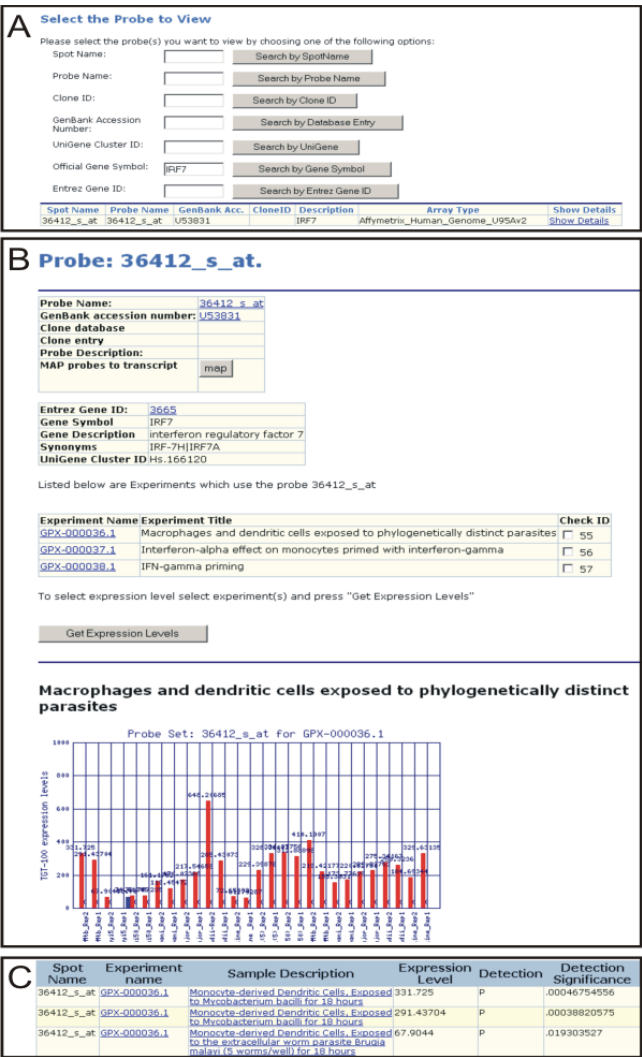 A
Select the Probe to View
Please select the probe(s) you want to view by choosing one of the following options:
Spot Name: Search by SpotName
Probe Name: Search by Probe Name
Clone ID: Search by Clone ID
GenBank Accession Number: Search by Database Entry
UniGene Cluster ID: Search by UniGene
Official Gene Symbol: IRF7 Search by Gene Symbol
Entrez Gene ID: Search by Entrez Gene ID
Spot Name Probe Name GenBank Acc. CloneID Description Array Type Show Details
36412_s_at 36412_s_at U53831 IRF7 Affymetrix_Human_Genome_U95Av2 Show Details
B
Probe: 36412_s_at.
Probe Name: 36412_s_at
GenBank accession number: U53831
Clone database
Clone entry
Probe Description:
MAP probes to transcript map
Entrez Gene ID: 3665
Gene Symbol IRF7
Gene Description interferon regulatory factor 7
Synonyms IRF-7H|IRF7A
UniGene Cluster ID Hs.166120
Listed below are Experiments which use the probe 36412_s_at
Experiment Name Experiment Title Check ID
GPX-000036.1 Macrophages and dendritic cells exposed to phylogenetically distinct parasites 55
GPX-000037.1 Interferon-alpha effect on monocytes primed with interferon-gamma 56
GPX-000038.1 IFN-gamma priming 57
To select expression level select experiment(s) and press "Get Expression Levels"
Get Expression Levels
Macrophages and dendritic cells exposed to phylogenetically distinct
parasites
Probe Set: 36412_s_at for GPX-000036.1
TGT-100 expression levels
1000
800
600
400
200
0
331.725
C
Spot Name Experiment name Sample Description Expression Level Detection Detection Significance
36412_s_at GPX-000036.1 Monocyte-derived Dendritic Cells, Exposed to Mycobacterium bacilli for 18 hours 331.725 P .00046754556
36412_s_at GPX-000036.1 Monocyte-derived Dendritic Cells, Exposed to Mycobacterium bacilli for 18 hours 291.43704 P .00038820575
36412_s_at GPX-000036.1 Monocyte-derived Dendritic Cells, Exposed to the extracellular worm parasite Brugia malayi (5 worms/well) for 18 hours 67.9044 P .019303527